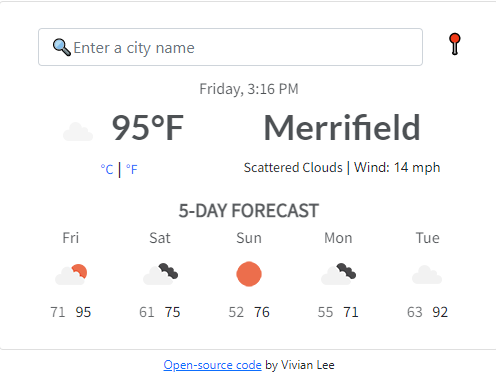 Enter a city name
Friday, 3:16 PM
95°F Merrifield
°C | °F Scattered Clouds | Wind: 14 mph
5-DAY FORECAST
Fri Sat Sun Mon Tue
71 95 61 75 52 76 55 71 63 92
Open-source code by Vivian Lee